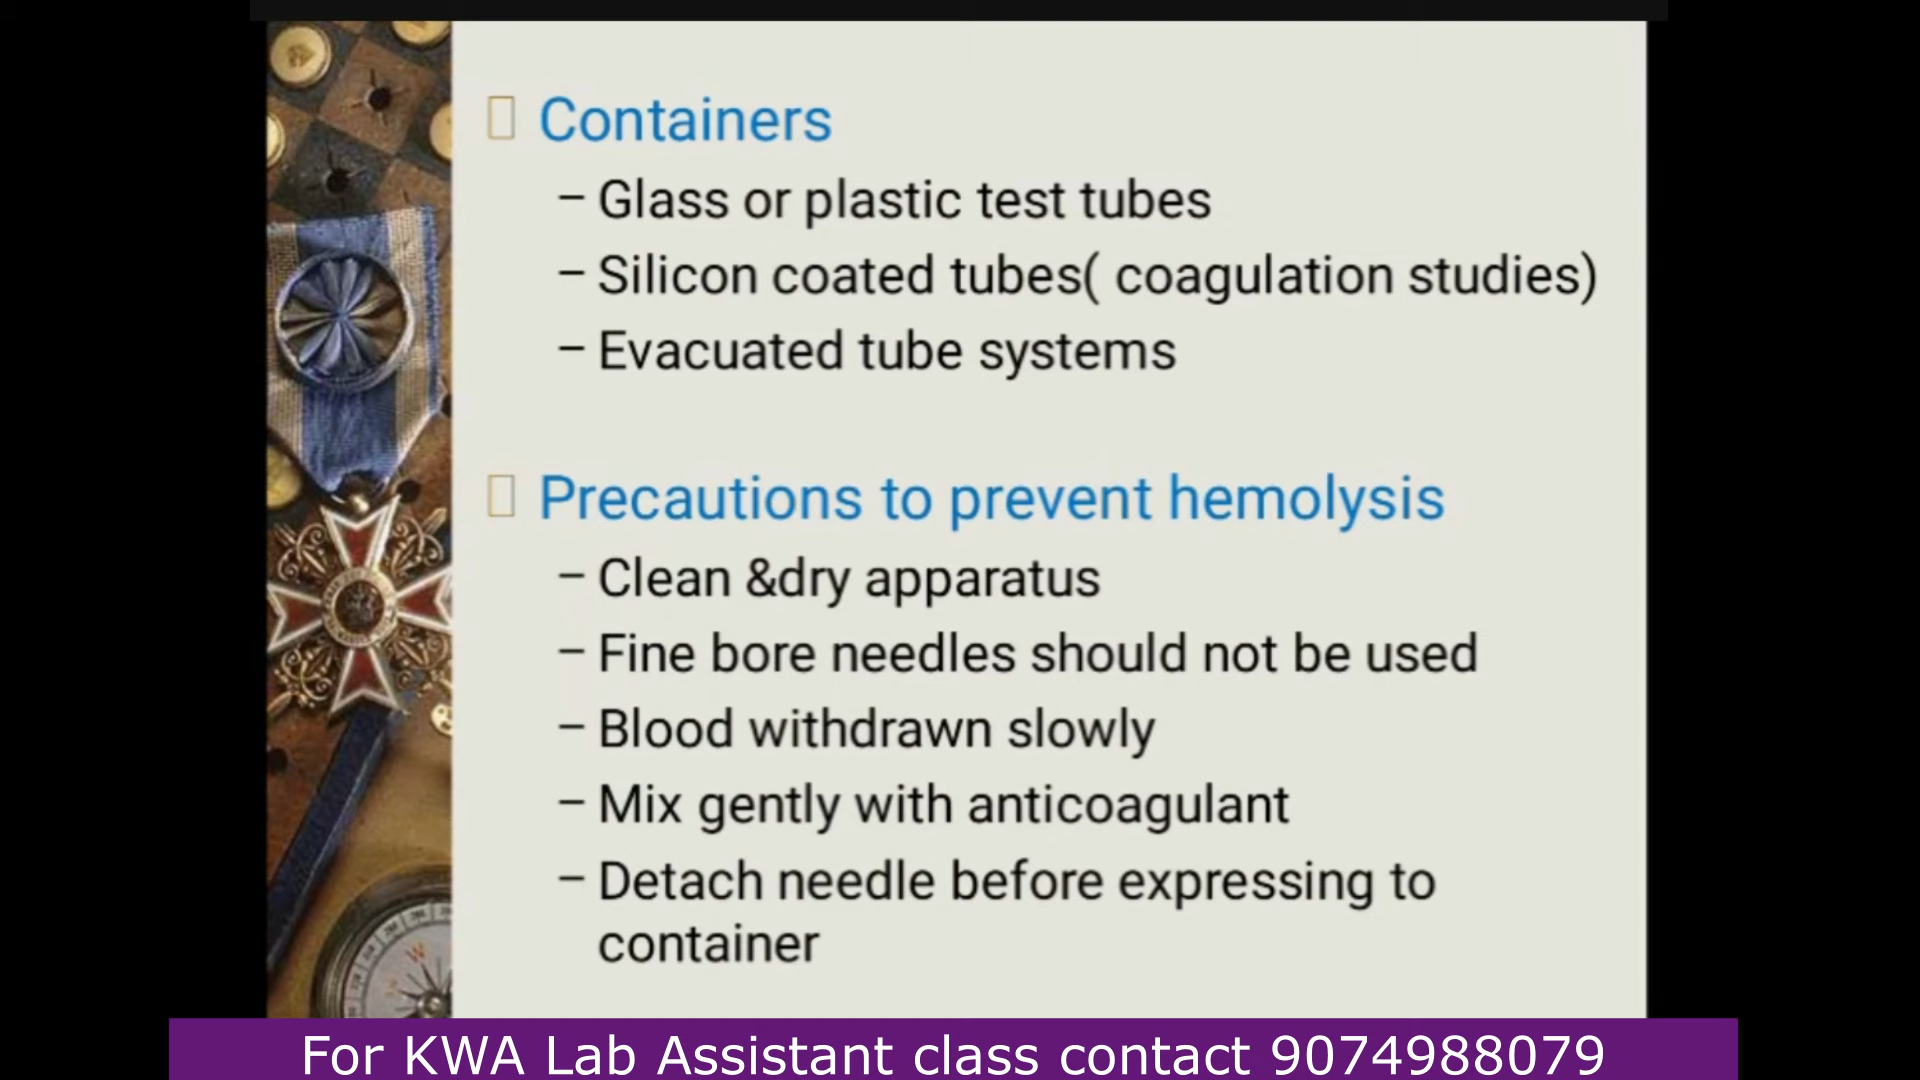 Containers
– Glass or plastic test tubes
– Silicon coated tubes( coagulation studies)
– Evacuated tube systems
Precautions to prevent hemolysis
– Clean &dry apparatus
– Fine bore needles should not be used
– Blood withdrawn slowly
– Mix gently with anticoagulant
– Detach needle before expressing to
container
For KWA Lab Assistant class contact 9074988079